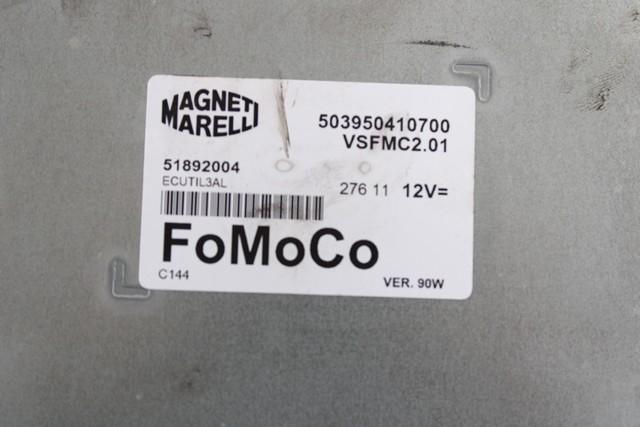 MAGNETI
MARELLI
503950410700
VSFMC2.01
51892004
ECUTIL3AL
276 11 12V=
FoMoCo
C144
VER. 90W